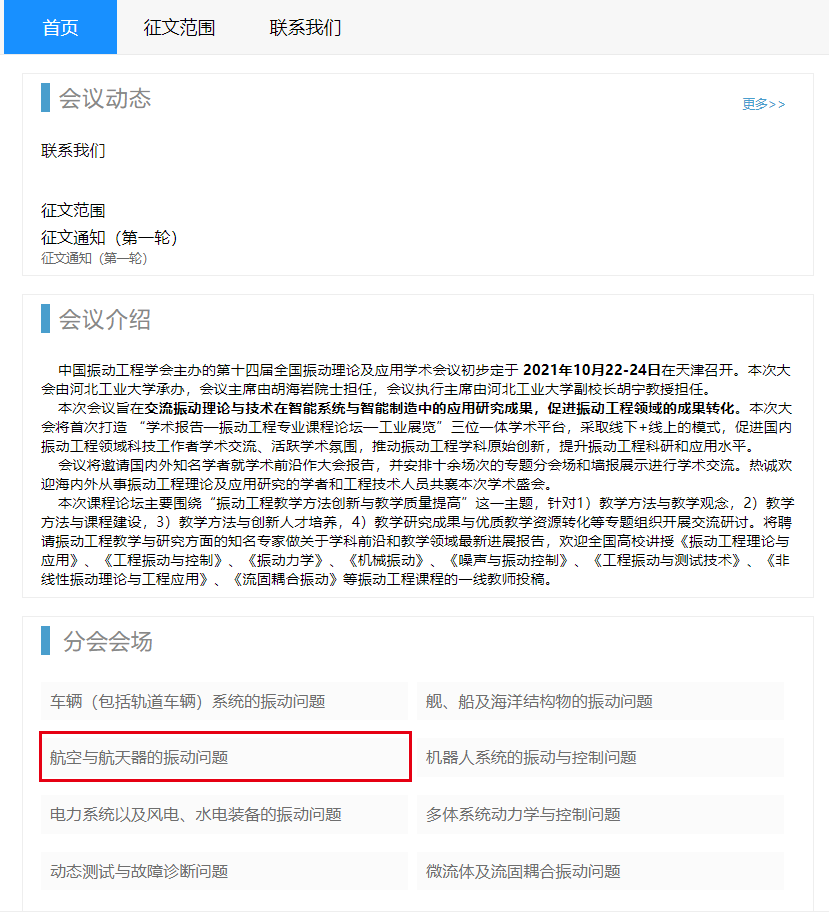 首页 征文范围 联系我们
会议动态 更多>>
联系我们
征文范围
征文通知（第一轮）
征文通知（第一轮）
会议介绍
中国振动工程学会主办的第十四届全国振动理论及应用学术会议初步定于 2021年10月22-24日在天津召开。本次大
会由河北工业大学承办，会议主席由胡海岩院士担任，会议执行主席由河北工业大学副校长胡宁教授担任。
本次会议旨在交流振动理论与技术在智能系统与智能制造中的应用研究成果，促进振动工程领域的成果转化。本次大
会将首次打造 “学术报告—振动工程专业课程论坛—工业展览” 三位一体学术平台，采取线下+线上的模式，促进国内
振动工程领域科技工作者学术交流、活跃学术氛围，推动振动工程学科原始创新，提升振动工程科研和应用水平。
会议将邀请国内外知名学者就学术前沿作大会报告，并安排十余场次的专题分会场和墙报展示进行学术交流。热诚欢
迎海内外从事振动工程理论及应用研究的学者和工程技术人员共襄本次学术盛会。
本次课程论坛主要围绕“振动工程教学方法创新与教学质量提高”这一主题，针对1）教学方法与教学观念，2）教学
方法与课程建设，3）教学方法与创新人才培养，4）教学研究成果与优质教学资源转化等专题组织开展交流研讨。将聘
请振动工程教学与研究方面的知名专家做关于学科前沿和教学领域最新进展报告，欢迎全国高校讲授《振动工程理论与
应用》、《工程振动与控制》、《振动力学》、《机械振动》、《噪声与振动控制》、《工程振动与测试技术》、《非
线性振动理论与工程应用》、《流固耦合振动》等振动工程课程的一线教师投稿。
分会会场
车辆（包括轨道车辆）系统的振动问题 舰、船及海洋结构物的振动问题
航空与航天器的振动问题 机器人系统的振动与控制问题
电力系统以及风电、水电装备的振动问题 多体系统动力学与控制问题
动态测试与故障诊断问题 微流体及流固耦合振动问题